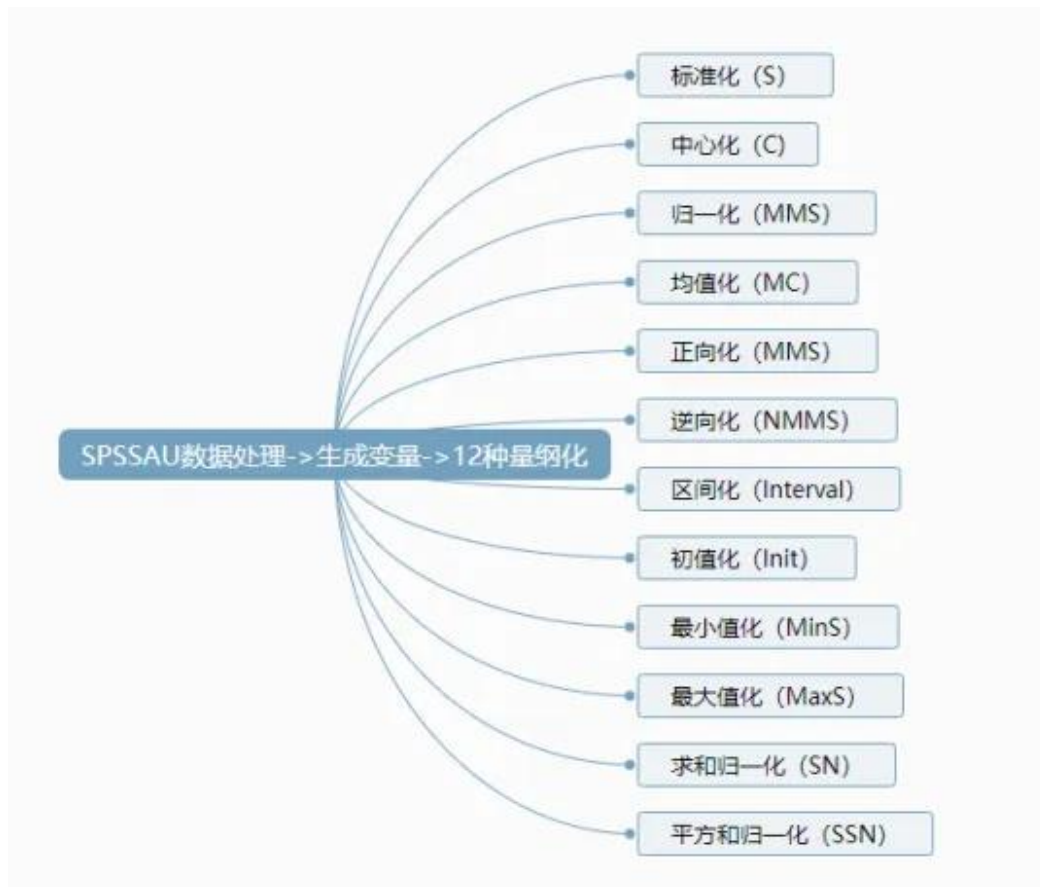 标准化（S）
中心化（C）
归一化（MMS）
均值化（MC）
正向化（MMS）
逆向化（NMMS）
SPSSAU数据处理->生成变量->12种量纲化
区间化（Interval）
初值化（Init）
最小值化（MinS）
最大值化（MaxS）
求和归一化（SN）
平方和归一化（SSN）